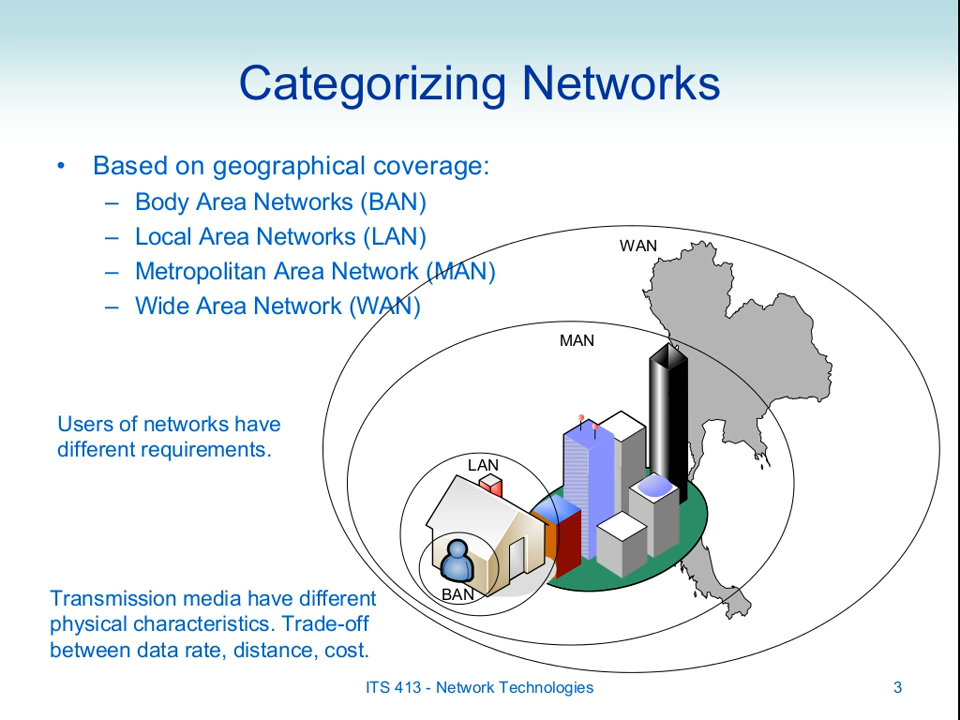 Categorizing Networks
• Based on geographical coverage:
– Body Area Networks (BAN)
– Local Area Networks (LAN)
– Metropolitan Area Network (MAN)
– Wide Area Network (WAN)
WAN
MAN
Users of networks have
different requirements.
LAN
BAN
Transmission media have different
physical characteristics. Trade-off
between data rate, distance, cost.
ITS 413 - Network Technologies
3